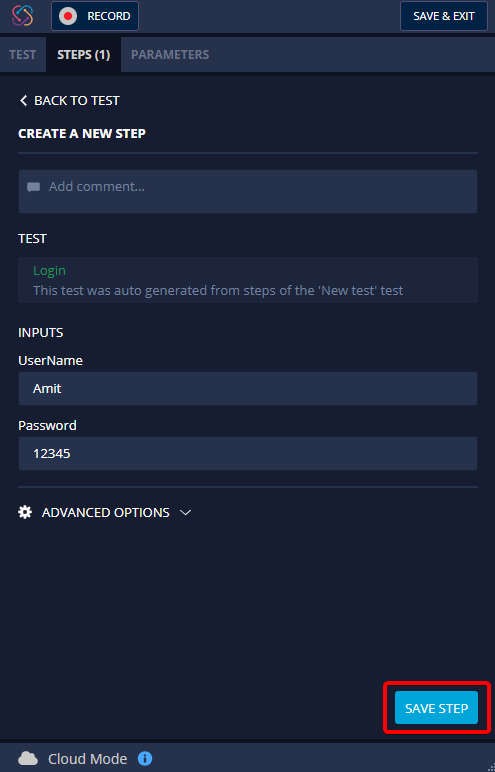 RECORD
SAVE & EXIT
TEST
STEPS (1)
PARAMETERS
BACK TO TEST
CREATE A NEW STEP
Add comment...
TEST
Login
This test was auto generated from steps of the 'New test' test
INPUTS
UserName
Amit
Password
12345
ADVANCED OPTIONS
SAVE STEP
Cloud Mode